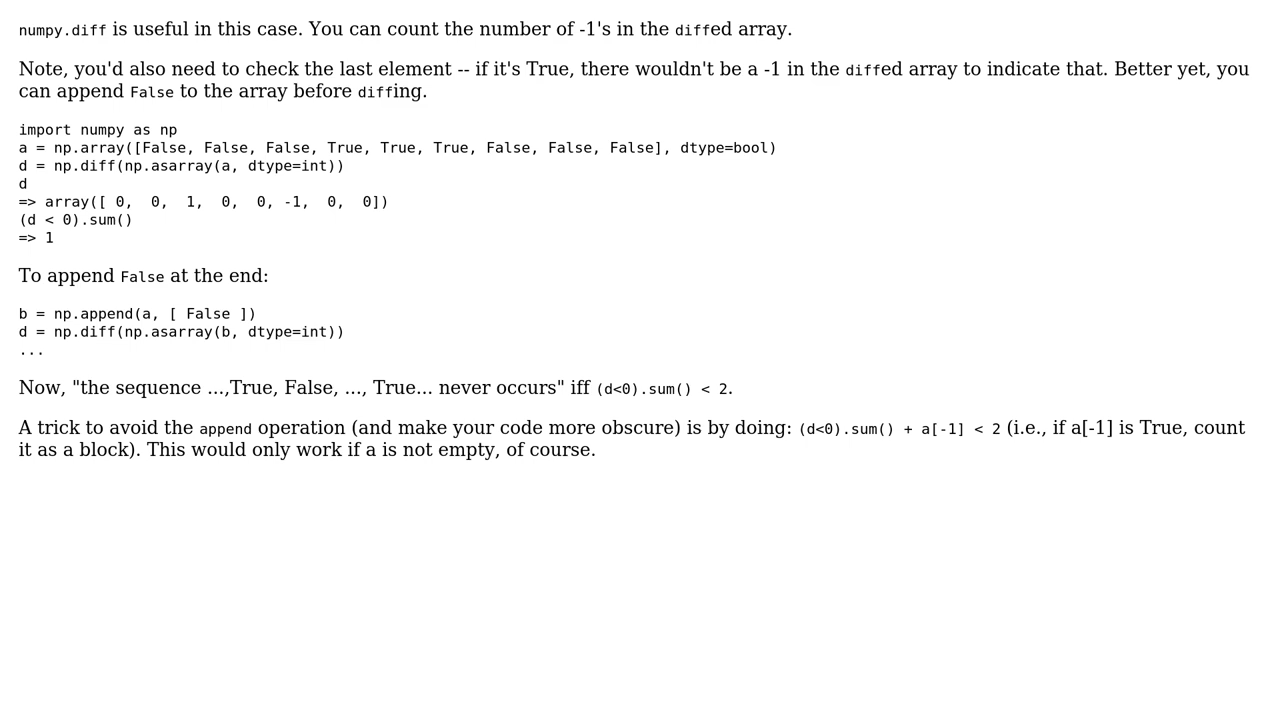 numpy.diff is useful in this case. You can count the number of -1's in the diffed array.
Note, you'd also need to check the last element -- if it's True, there wouldn't be a -1 in the diffed array to indicate that. Better yet, you
can append False to the array before diffing.
import numpy as np
a = np.array([False, False, False, True, True, True, False, False, False], dtype=bool)
d = np.diff(np.asarray(a, dtype=int))
d
=> array([ 0,  0,  1,  0,  0, -1,  0,  0])
(d < 0).sum()
=> 1
To append False at the end:
b = np.append(a, [ False ])
d = np.diff(np.asarray(b, dtype=int))
...
Now, "the sequence ...,True, False, ..., True... never occurs" iff (d<0).sum() < 2.
A trick to avoid the append operation (and make your code more obscure) is by doing: (d<0).sum() + a[-1] < 2 (i.e., if a[-1] is True, count
it as a block). This would only work if a is not empty, of course.